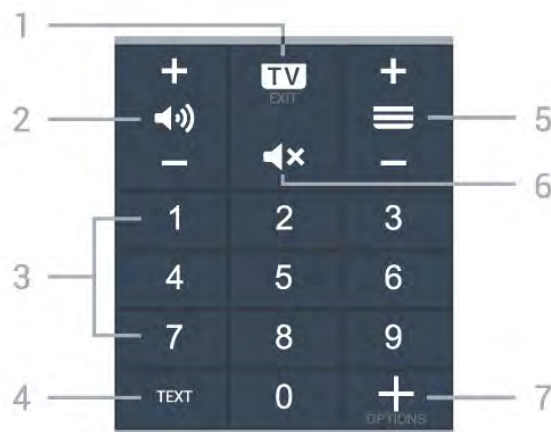 1
+ TV +
EXIT
2 5
- -
6
1 2 3
3 4 5 6
7 8 9
4 TEXT 0 + 7
OPTIONS